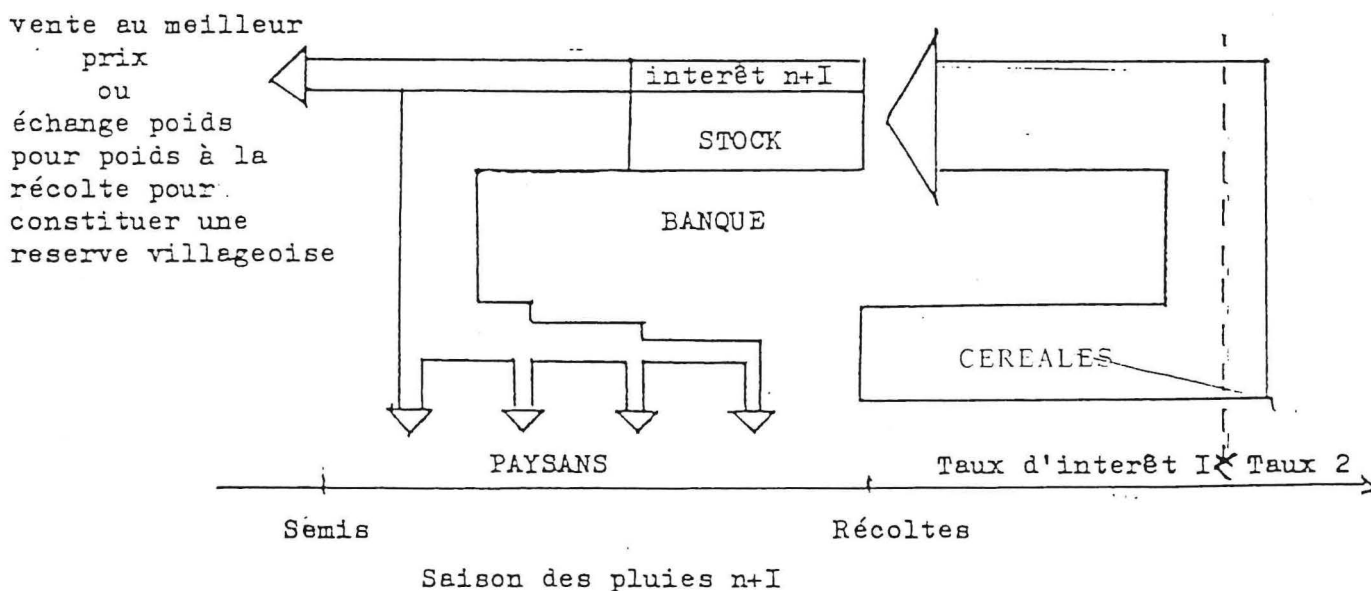 vente au meilleur
prix
ou
échange poids
pour poids à la
récolte pour
constituer une
reserve villageoise
interêt n+I
STOCK
BANQUE
CEREALES
PAYSANS
Taux d'interêt I
Taux 2
Semis
Récoltes
Saison des pluies n+I